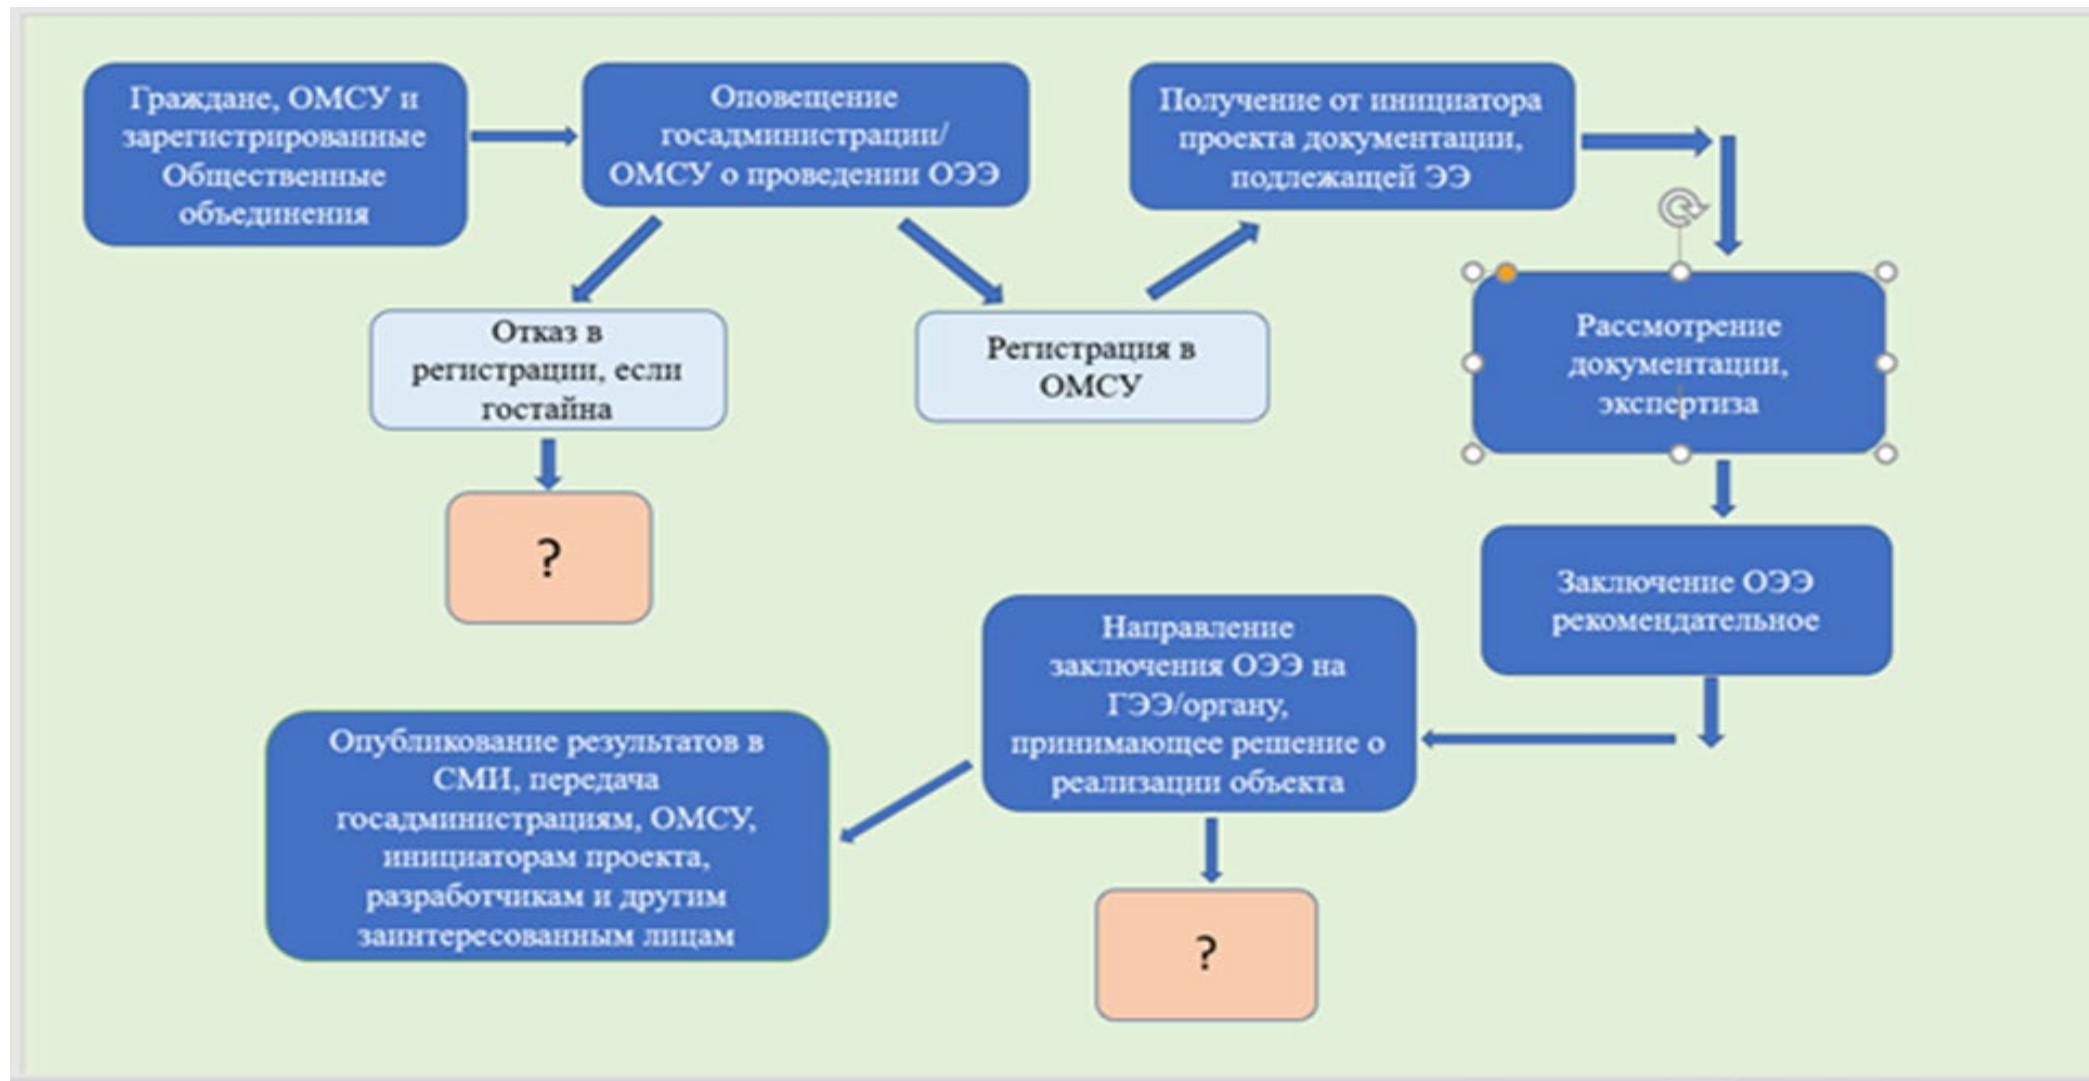 Граждане, ОМСУ и
зарегистрированные
Общественные
объединения
Оповещение
госадминистрации/
ОМСУ о проведении ОЭЭ
Получение от инициатора
проекта документации,
подлежащей ЭЭ
Отказ в
регистрации, если
гостайна
Регистрация в
ОМСУ
Рассмотрение
документации,
экспертиза
?
Заключение ОЭЭ
рекомендательное
Направление
заключения ОЭЭ на
ГЭЭ/органу,
принимающее решение о
реализации объекта
Опубликование результатов в
СМИ, передача
госадминистрациям, ОМСУ,
инициаторам проекта,
разработчикам и другим
заинтересованным лицам
?